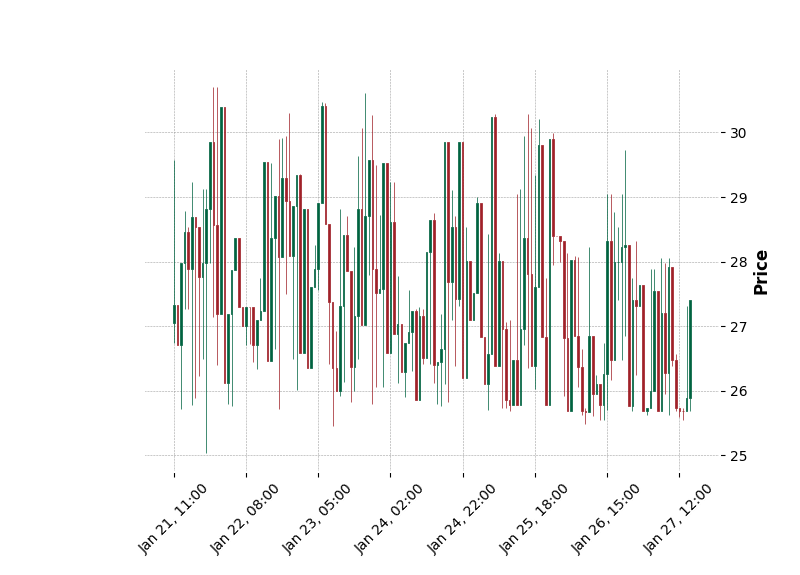 30
29
28
27
26
25
Price
Jan 21, 11:00
Jan 22, 08:00
Jan 23, 05:00
Jan 24, 02:00
Jan 24, 22:00
Jan 25, 18:00
Jan 26, 15:00
Jan 27, 12:00